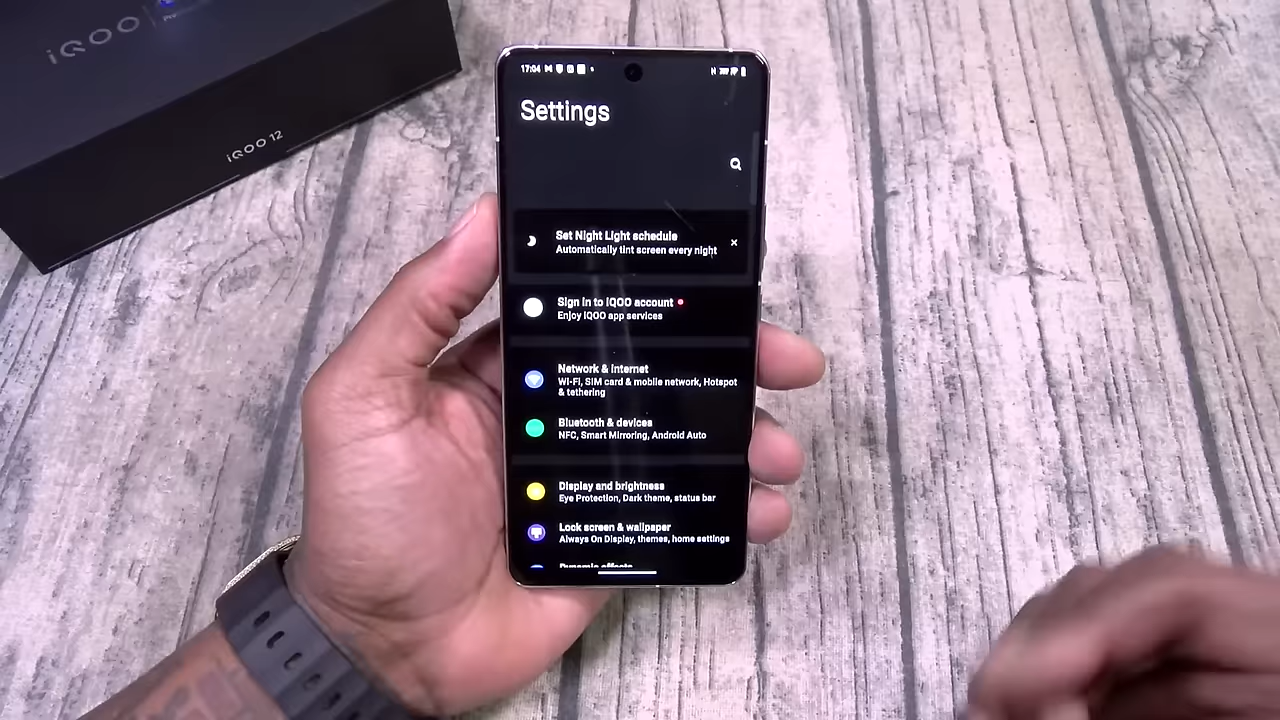 iQOO
iQOO 12
17:04
Settings
Set Night Light schedule
Automatically tint screen every night
Sign in to iQOO account
Enjoy iQOO app services
Network & internet
Wi-Fi, SIM card & mobile network, Hotspot
& tethering
Bluetooth & devices
NFC, Smart Mirroring, Android Auto
Display and brightness
Eye Protection, Dark theme, status bar
Lock screen & wallpaper
Always On Display, themes, home settings
Dynamic effects